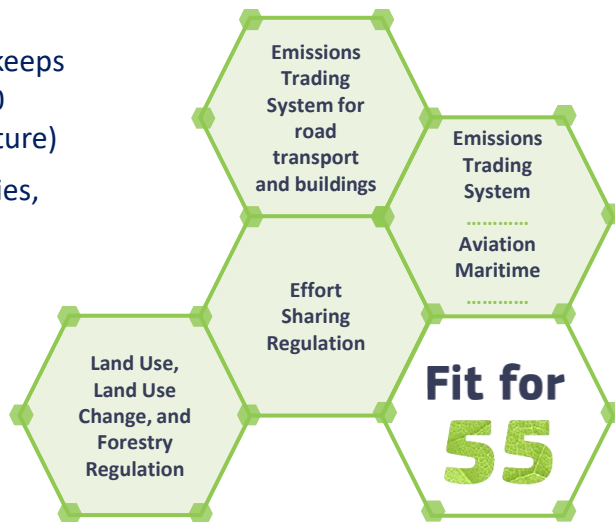 keeps
0
ture)
ies,
Emissions
Trading
System for
road
transport
and buildings
Emissions
Trading
System
…………
Aviation
Maritime
…………
Effort
Sharing
Regulation
Land Use,
Land Use
Change, and
Forestry
Regulation
Fit for
55